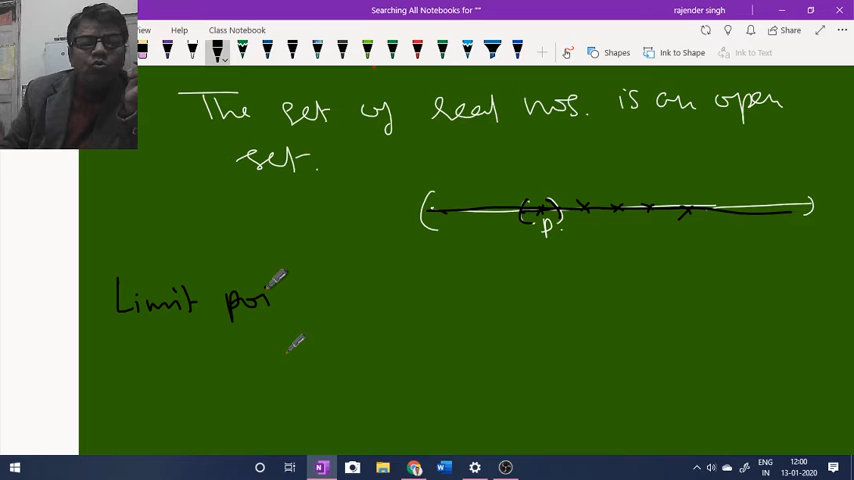 Searching All Notebooks for ""
rajender singh
View
Help
Class Notebook
Share
Shapes
Ink to Shape
Ink to Text
The set of real nos. is an open
set.
p.
Limit poi
ENG
IN
12:00
13-01-2020